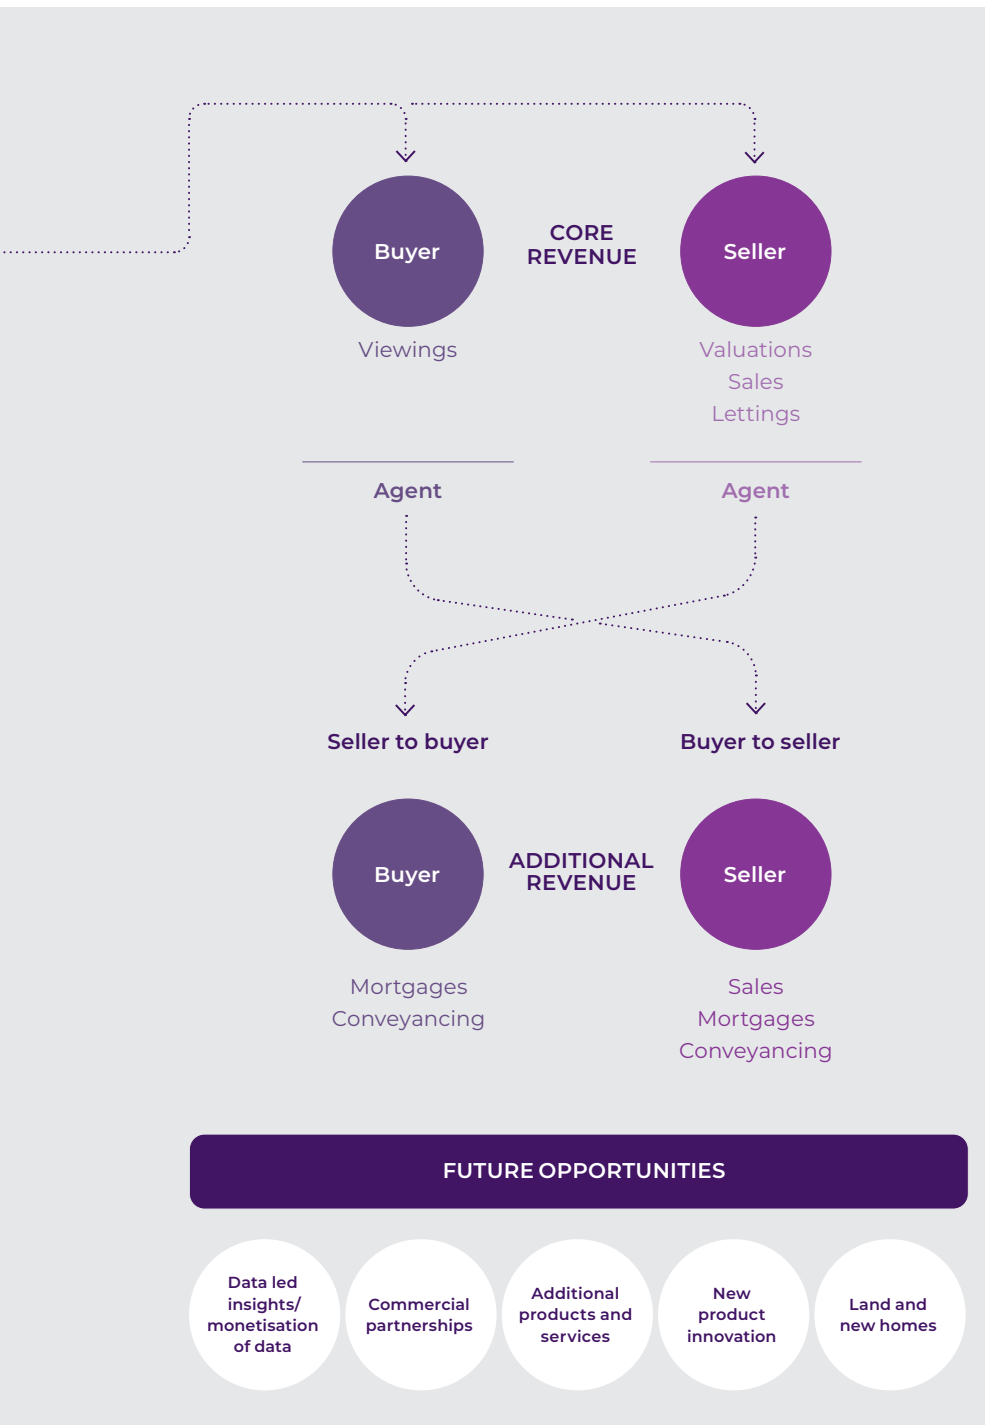 Buyer
CORE
REVENUE
Seller
Viewings
Valuations
Sales
Lettings
Agent
Agent
Seller to buyer
Buyer to seller
Buyer
ADDITIONAL
REVENUE
Seller
Mortgages
Conveyancing
Sales
Mortgages
Conveyancing
FUTURE OPPORTUNITIES
Data led
insights/
monetisation
of data
Commercial
partnerships
Additional
products and
services
New
product
innovation
Land and
new homes